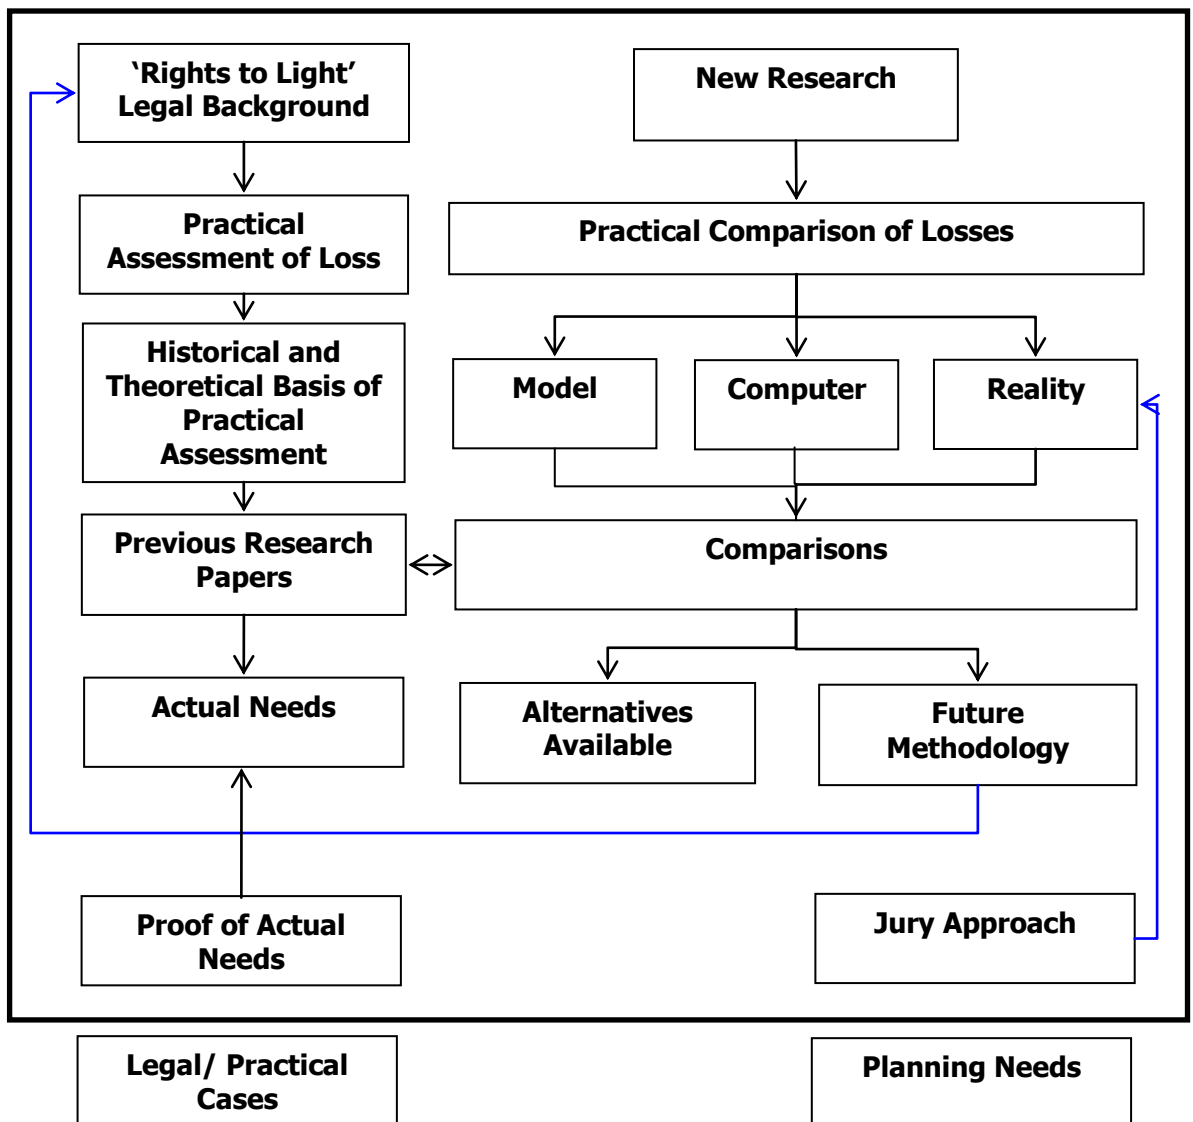 ‘Rights to Light’
Legal Background
New Research
Practical
Assessment of Loss
Practical Comparison of Losses
Historical and
Theoretical Basis of
Practical
Assessment
Model
Computer
Reality
Previous Research
Papers
Comparisons
Actual Needs
Alternatives
Available
Future
Methodology
Proof of Actual
Needs
Jury Approach
Legal/ Practical
Cases
Planning Needs